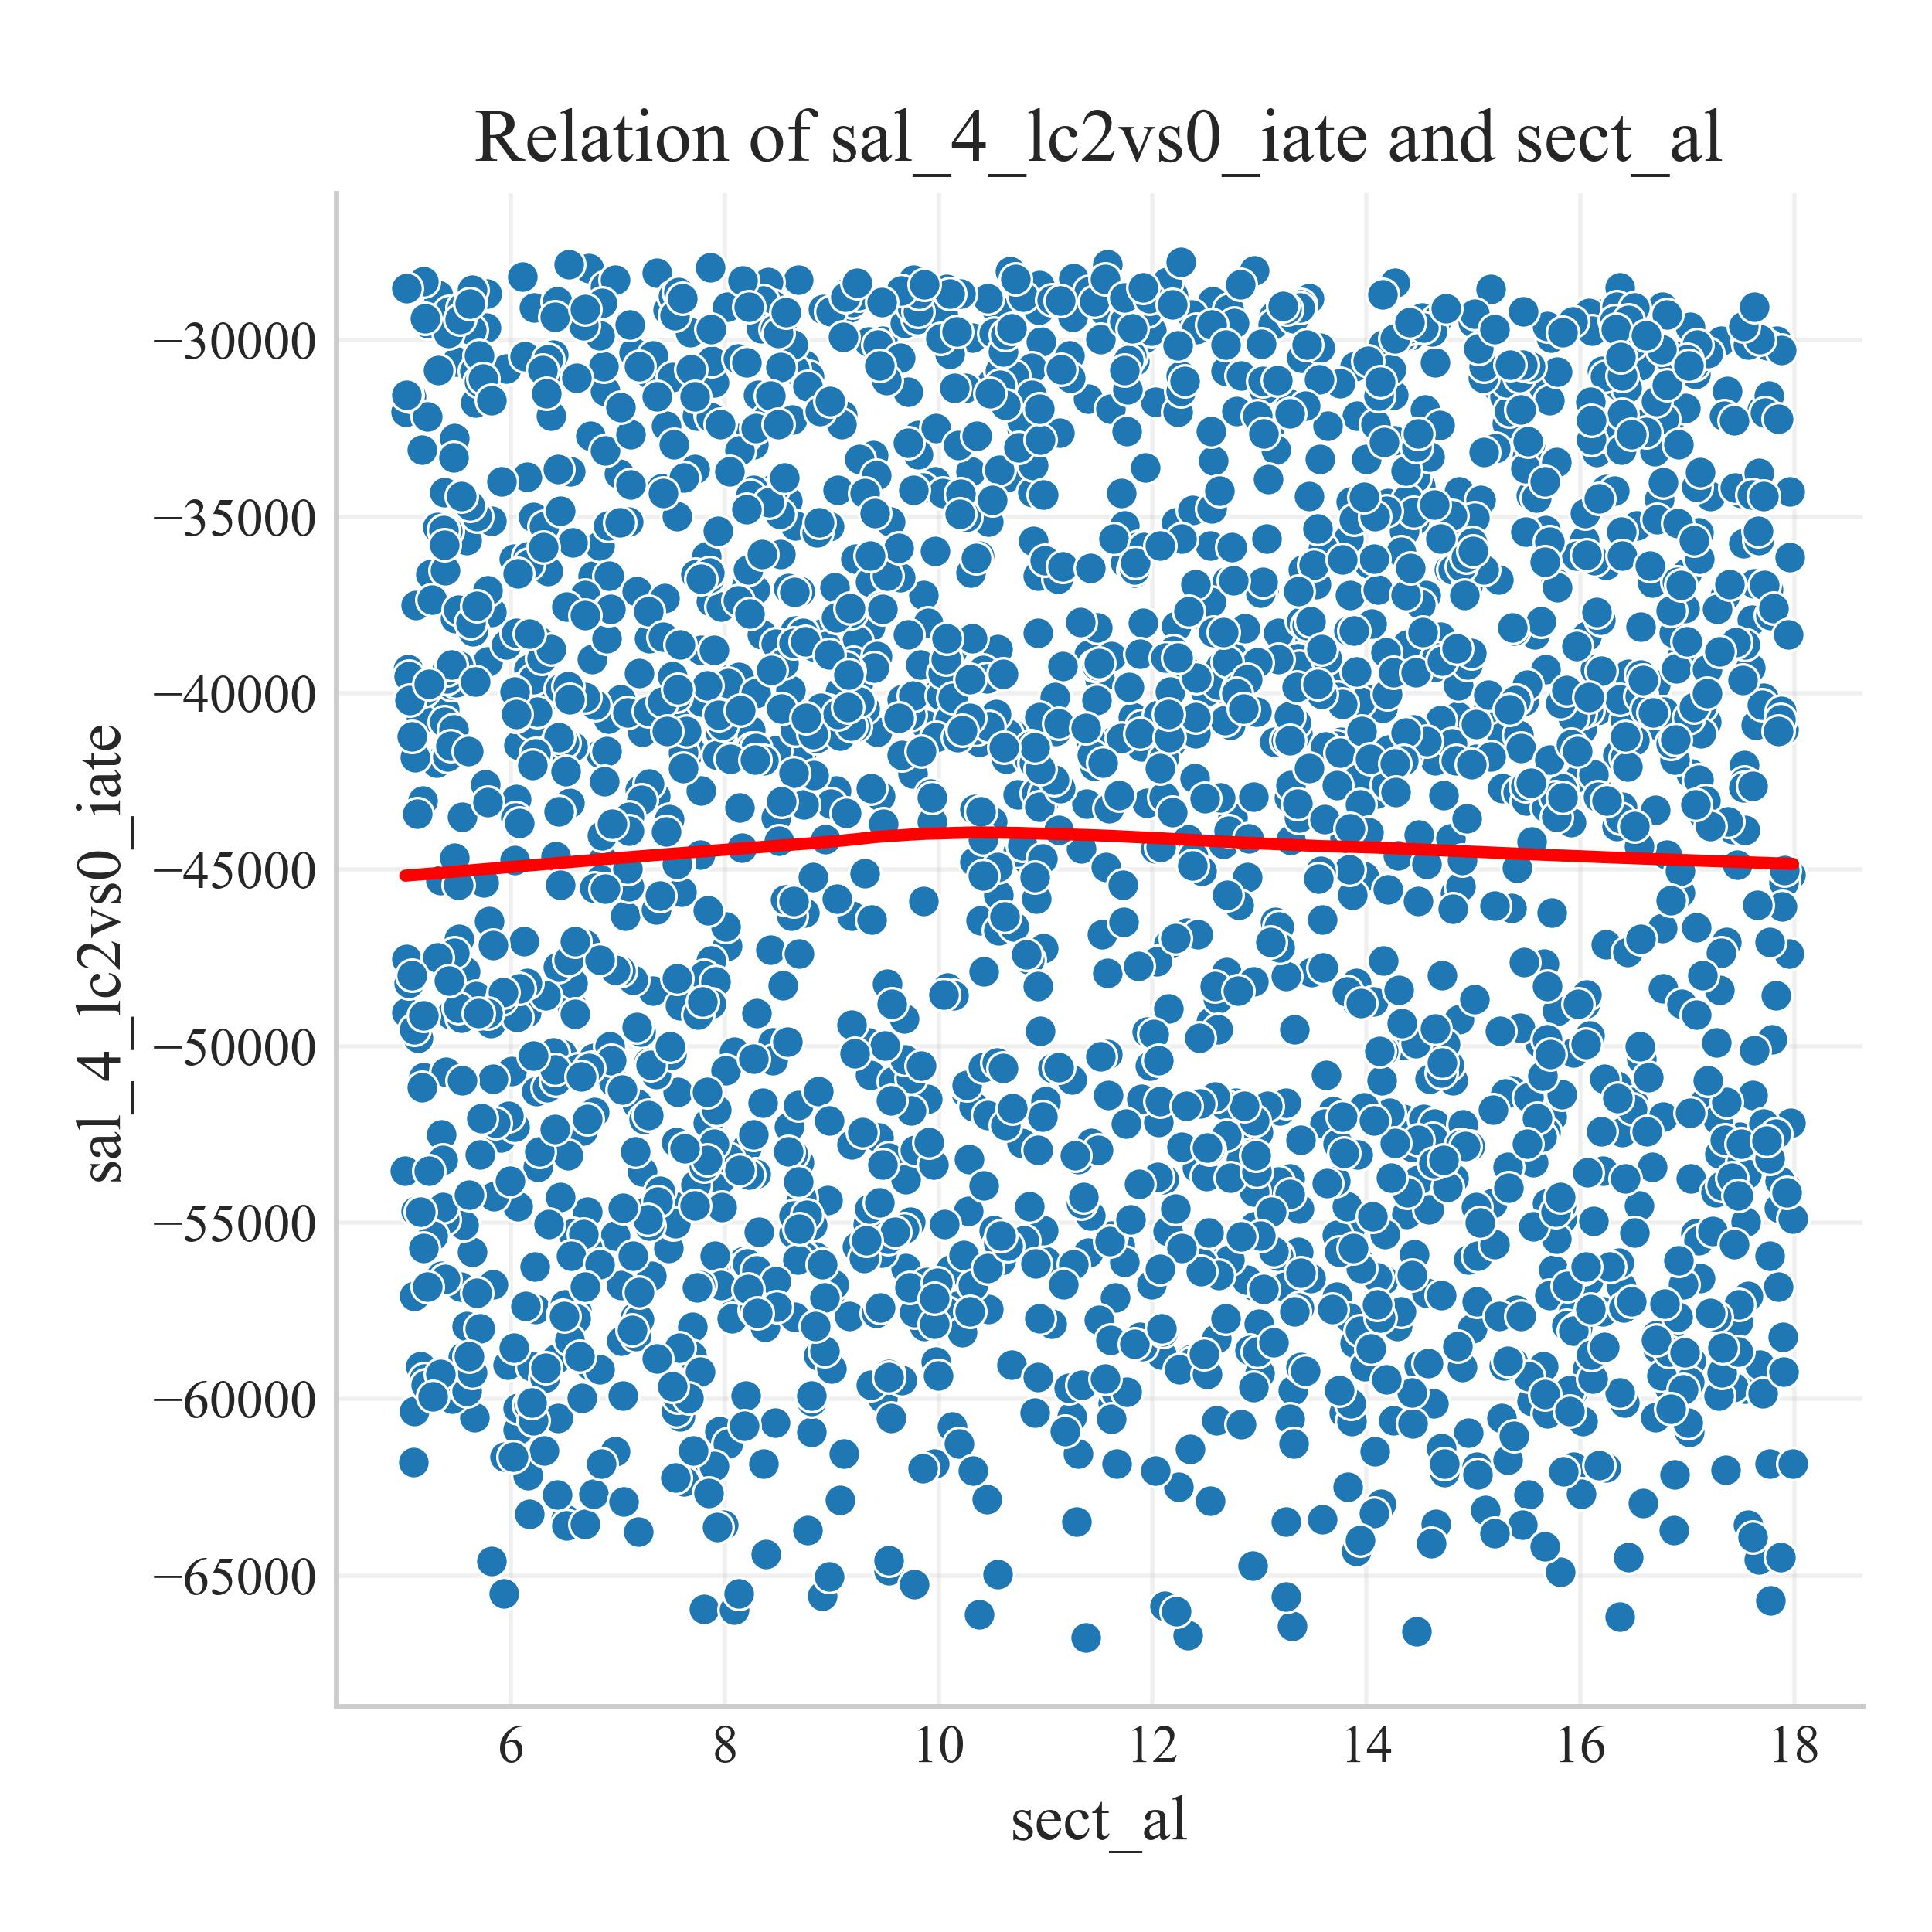 Relation of sal_4_lc2vs0_iate and sect_al
sal_4_lc2vs0_iate
−30000
−35000
−40000
−45000
−50000
−55000
−60000
−65000
6 8 10 12 14 16 18
sect_al